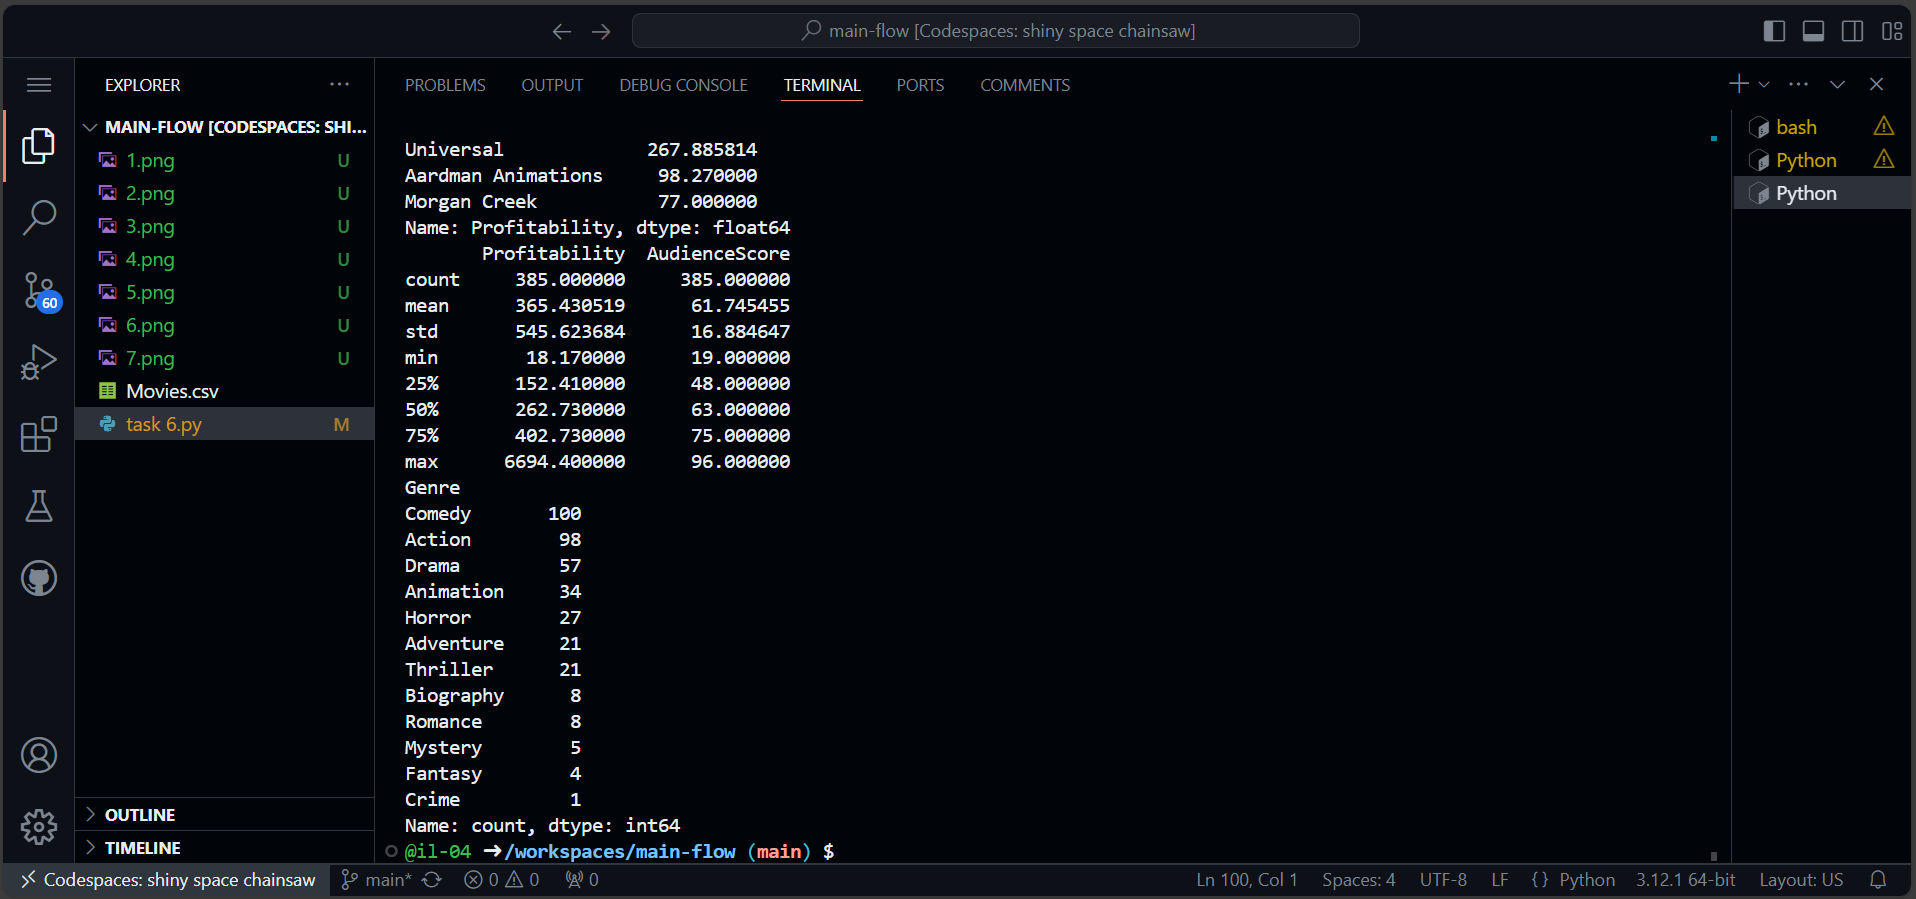 main-flow [Codespaces: shiny space chainsaw]
EXPLORER
MAIN-FLOW [CODESPACES: SHI...
1.png U
2.png U
3.png U
4.png U
5.png U
6.png U
7.png U
Movies.csv
task 6.py M
OUTLINE
TIMELINE
60
PROBLEMS OUTPUT DEBUG CONSOLE TERMINAL PORTS COMMENTS
Universal 267.885814
Aardman Animations 98.270000
Morgan Creek 77.000000
Name: Profitability, dtype: float64
Profitability AudienceScore
count 385.000000 385.000000
mean 365.430519 61.745455
std 545.623684 16.884647
min 18.170000 19.000000
25% 152.410000 48.000000
50% 262.730000 63.000000
75% 402.730000 75.000000
max 6694.400000 96.000000
Genre
Comedy 100
Action 98
Drama 57
Animation 34
Horror 27
Adventure 21
Thriller 21
Biography 8
Romance 8
Mystery 5
Fantasy 4
Crime 1
Name: count, dtype: int64
@il-04 ➜ /workspaces/main-flow (main) $
bash
Python
Python
Codespaces: shiny space chainsaw main* 0 0 0 Ln 100, Col 1 Spaces: 4 UTF-8 LF {} Python 3.12.1 64-bit Layout: US